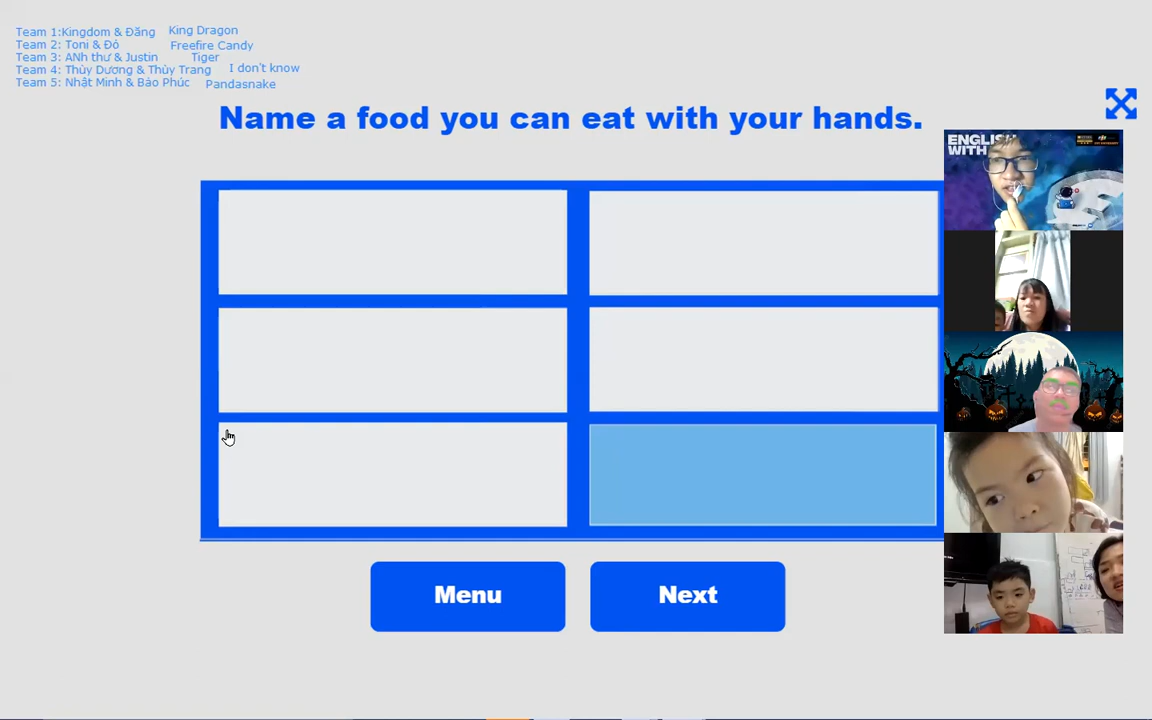 Team 1:Kingdom & Đăng King Dragon
Team 2: Toni & Đô Freefire Candy
Team 3: ANh thư & Justin Tiger
Team 4: Thùy Dương & Thùy Trang I don't know
Team 5: Nhật Minh & Bảo Phúc Pandasnake
Name a food you can eat with your hands.
ENGLISH
WITH
Menu
Next